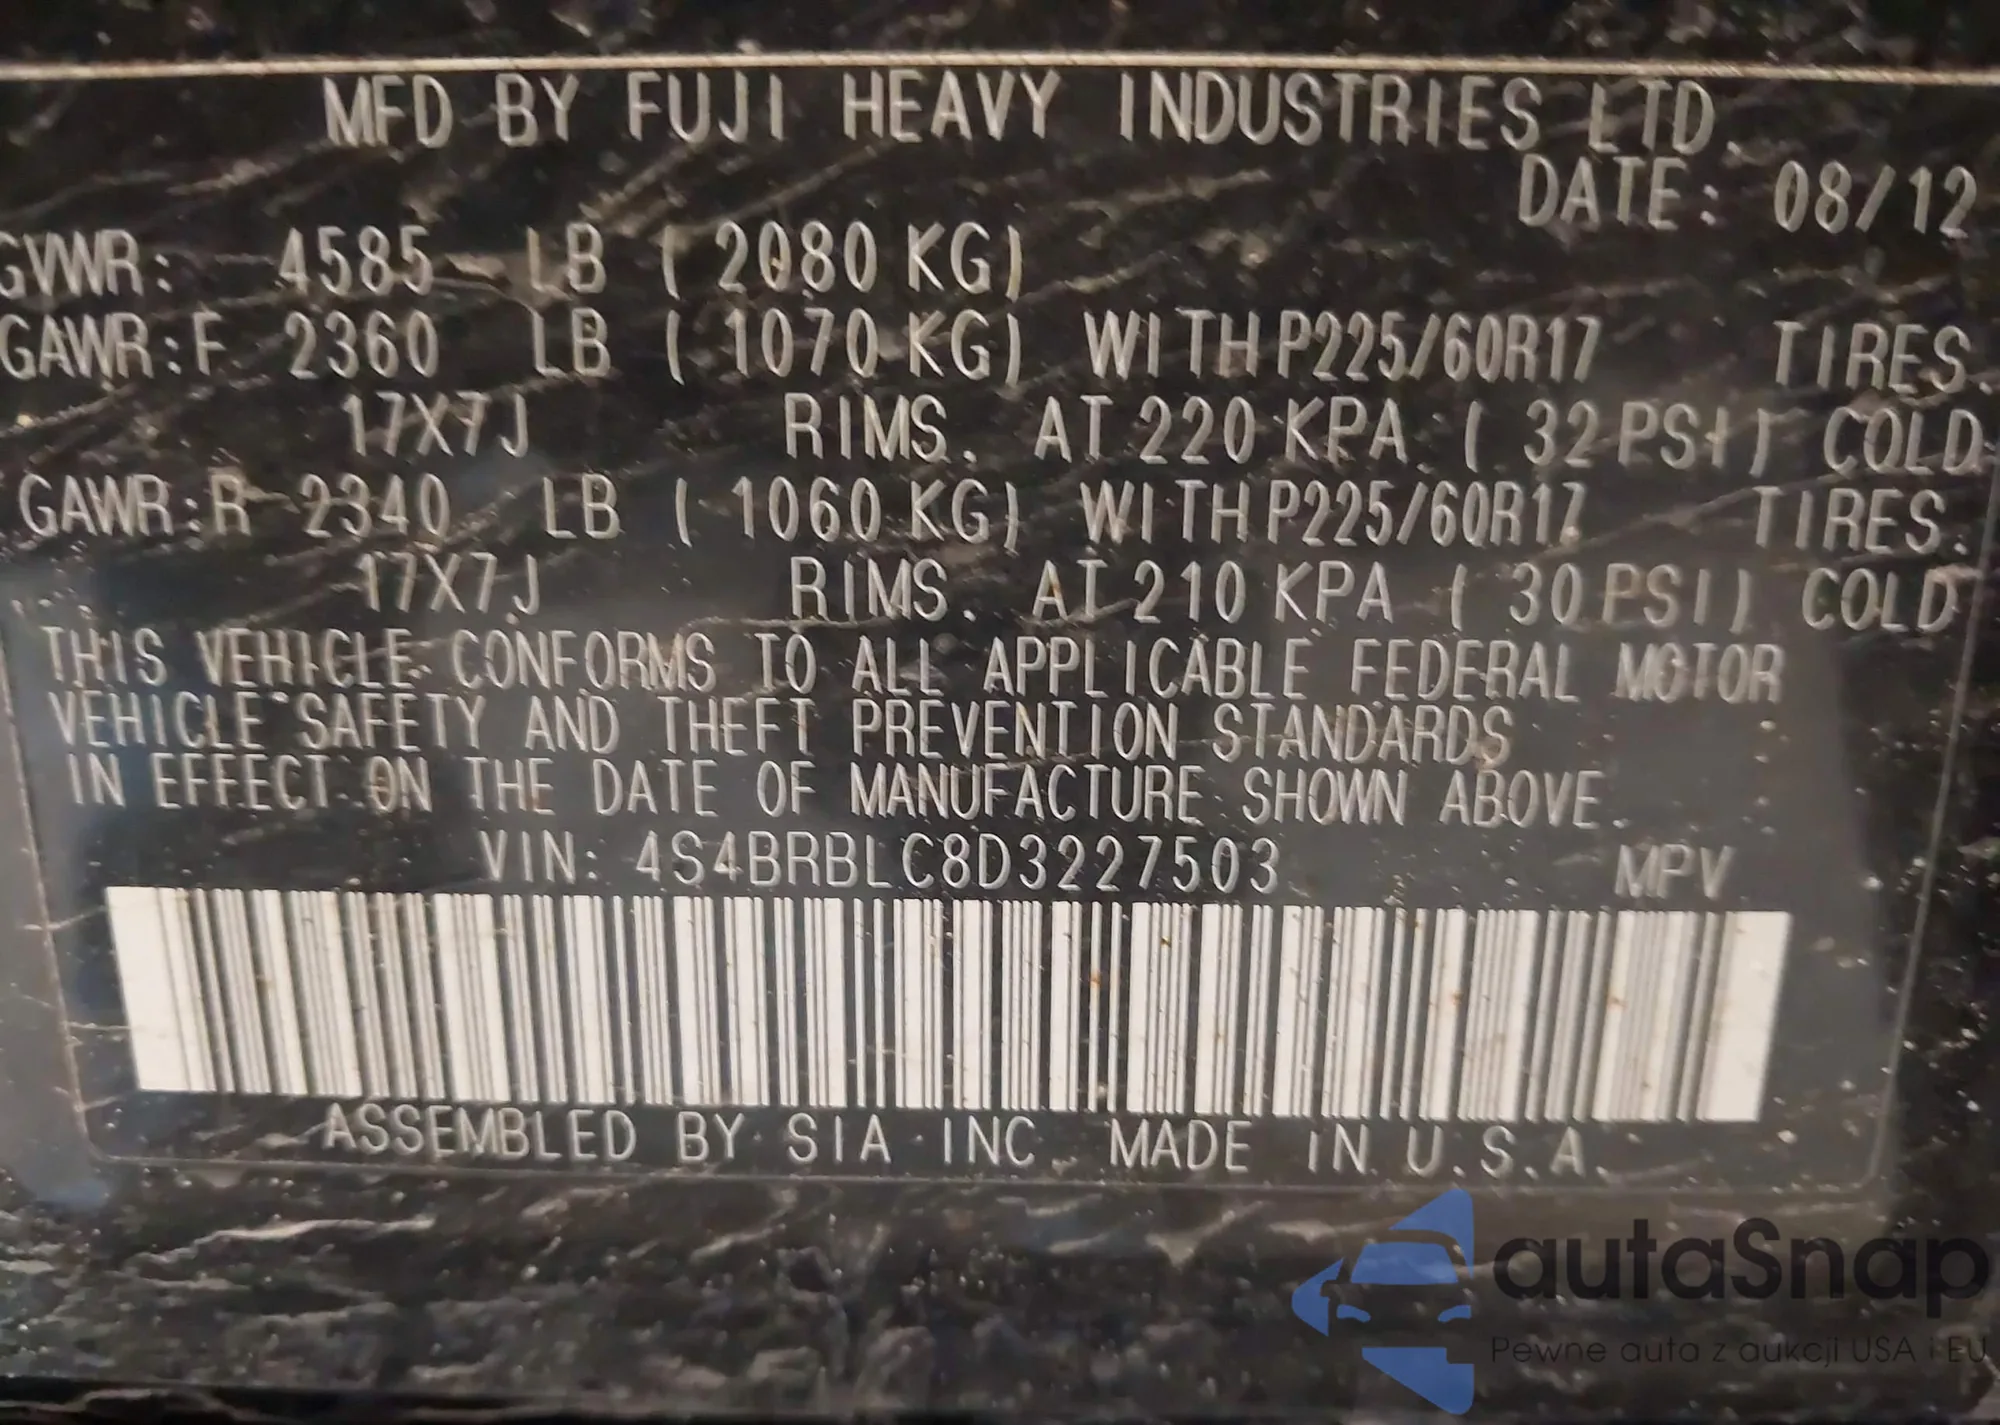 MFD BY FUJI HEAVY INDUSTRIES LTD.
DATE: 08/12
GVWR: 4585 LB ( 2080 KG)
GAWR:F 2360 LB ( 1070 KG) WITH P225/60R17 TIRES.
17X7J RIMS. AT 220 KPA ( 32 PSI) COLD
GAWR:R 2340 LB ( 1060 KG) WITH P225/60R17 TIRES.
17X7J RIMS. AT 210 KPA ( 30 PSI) COLD
THIS VEHICLE CONFORMS TO ALL APPLICABLE FEDERAL MOTOR
VEHICLE SAFETY AND THEFT PREVENTION STANDARDS
IN EFFECT ON THE DATE OF MANUFACTURE SHOWN ABOVE.
VIN: 4S4BRBLC8D3227503 MPV
ASSEMBLED BY SIA INC. MADE IN U.S.A.
autaSnap
Pewne auta z aukcji USA i EU